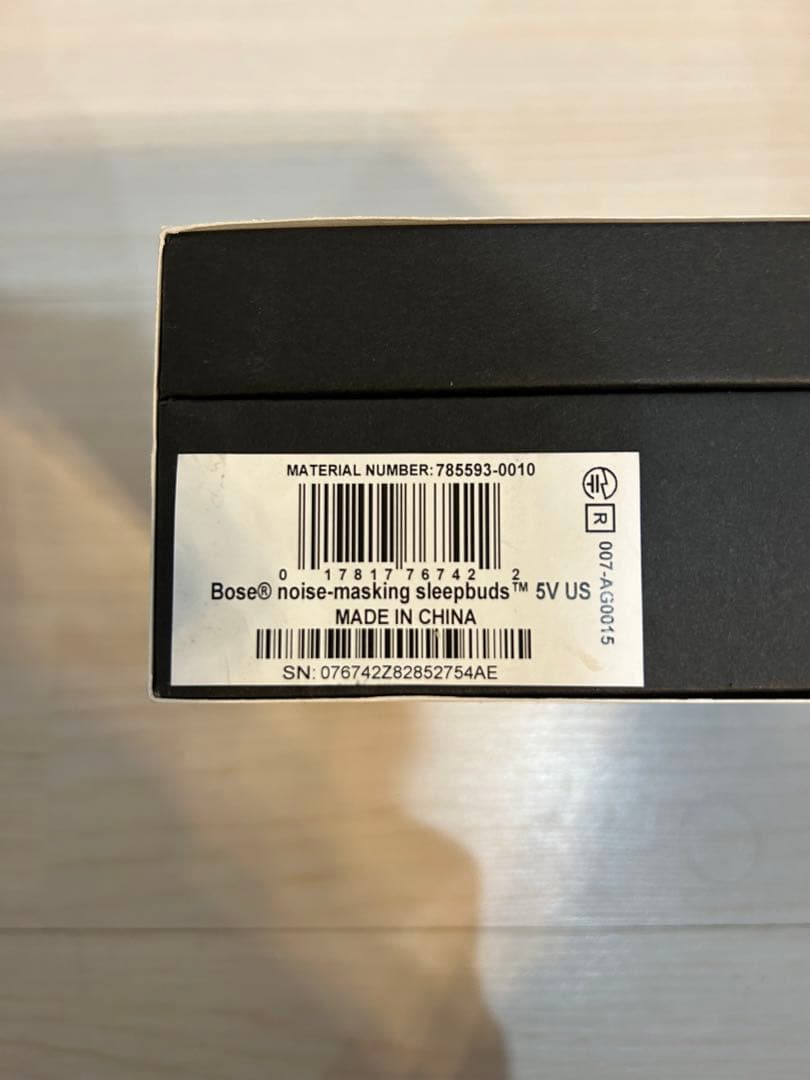 MATERIAL NUMBER: 785593-0010
0 17817 76742 2
Bose® noise-masking sleepbuds™ 5V US
MADE IN CHINA
SN: 076742Z82852754AE
R 007-AG0015